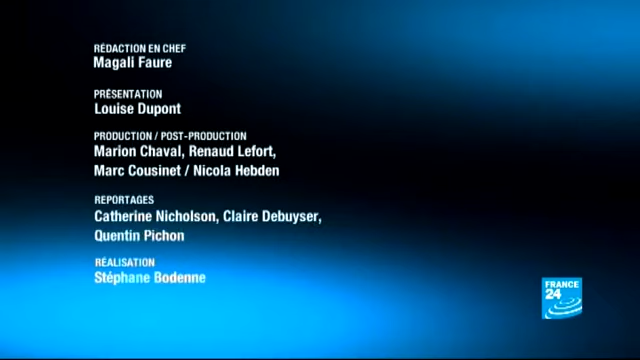 RÉDACTION EN CHEF
Magali Faure
PRÉSENTATION
Louise Dupont
PRODUCTION / POST-PRODUCTION
Marion Chaval, Renaud Lefort,
Marc Cousinet / Nicola Hebden
REPORTAGES
Catherine Nicholson, Claire Debuyser,
Quentin Pichon
RÉALISATION
Stéphane Bodenne
FRANCE
24